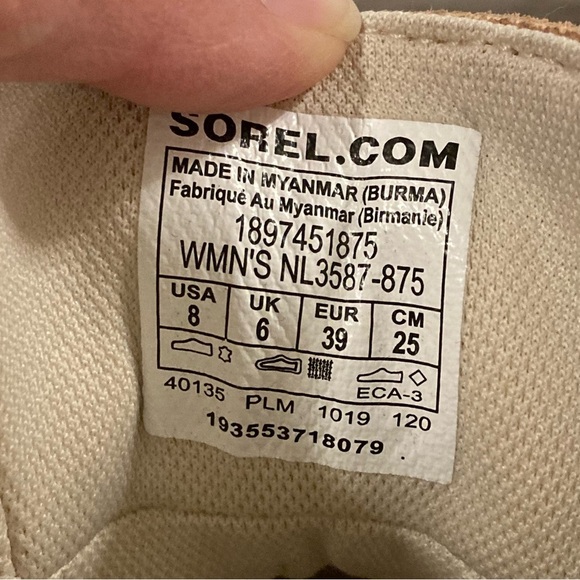 SOREL.COM
MADE IN MYANMAR (BURMA)
Fabriqué Au Myanmar (Birmanie)
1897451875
WMN'S NL3587-875
USA UK EUR CM
8 6 39 25
ECA-3
40135 PLM 1019 120
193553718079